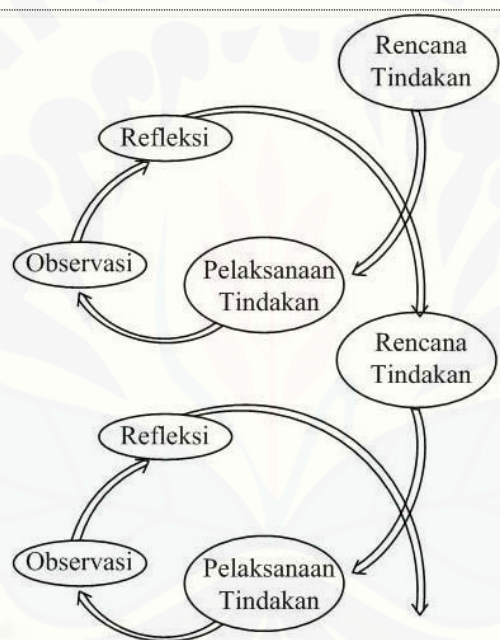 Rencana
Tindakan
Refleksi
Observasi
Pelaksanaan
Tindakan
Rencana
Tindakan
Refleksi
Observasi
Pelaksanaan
Tindakan